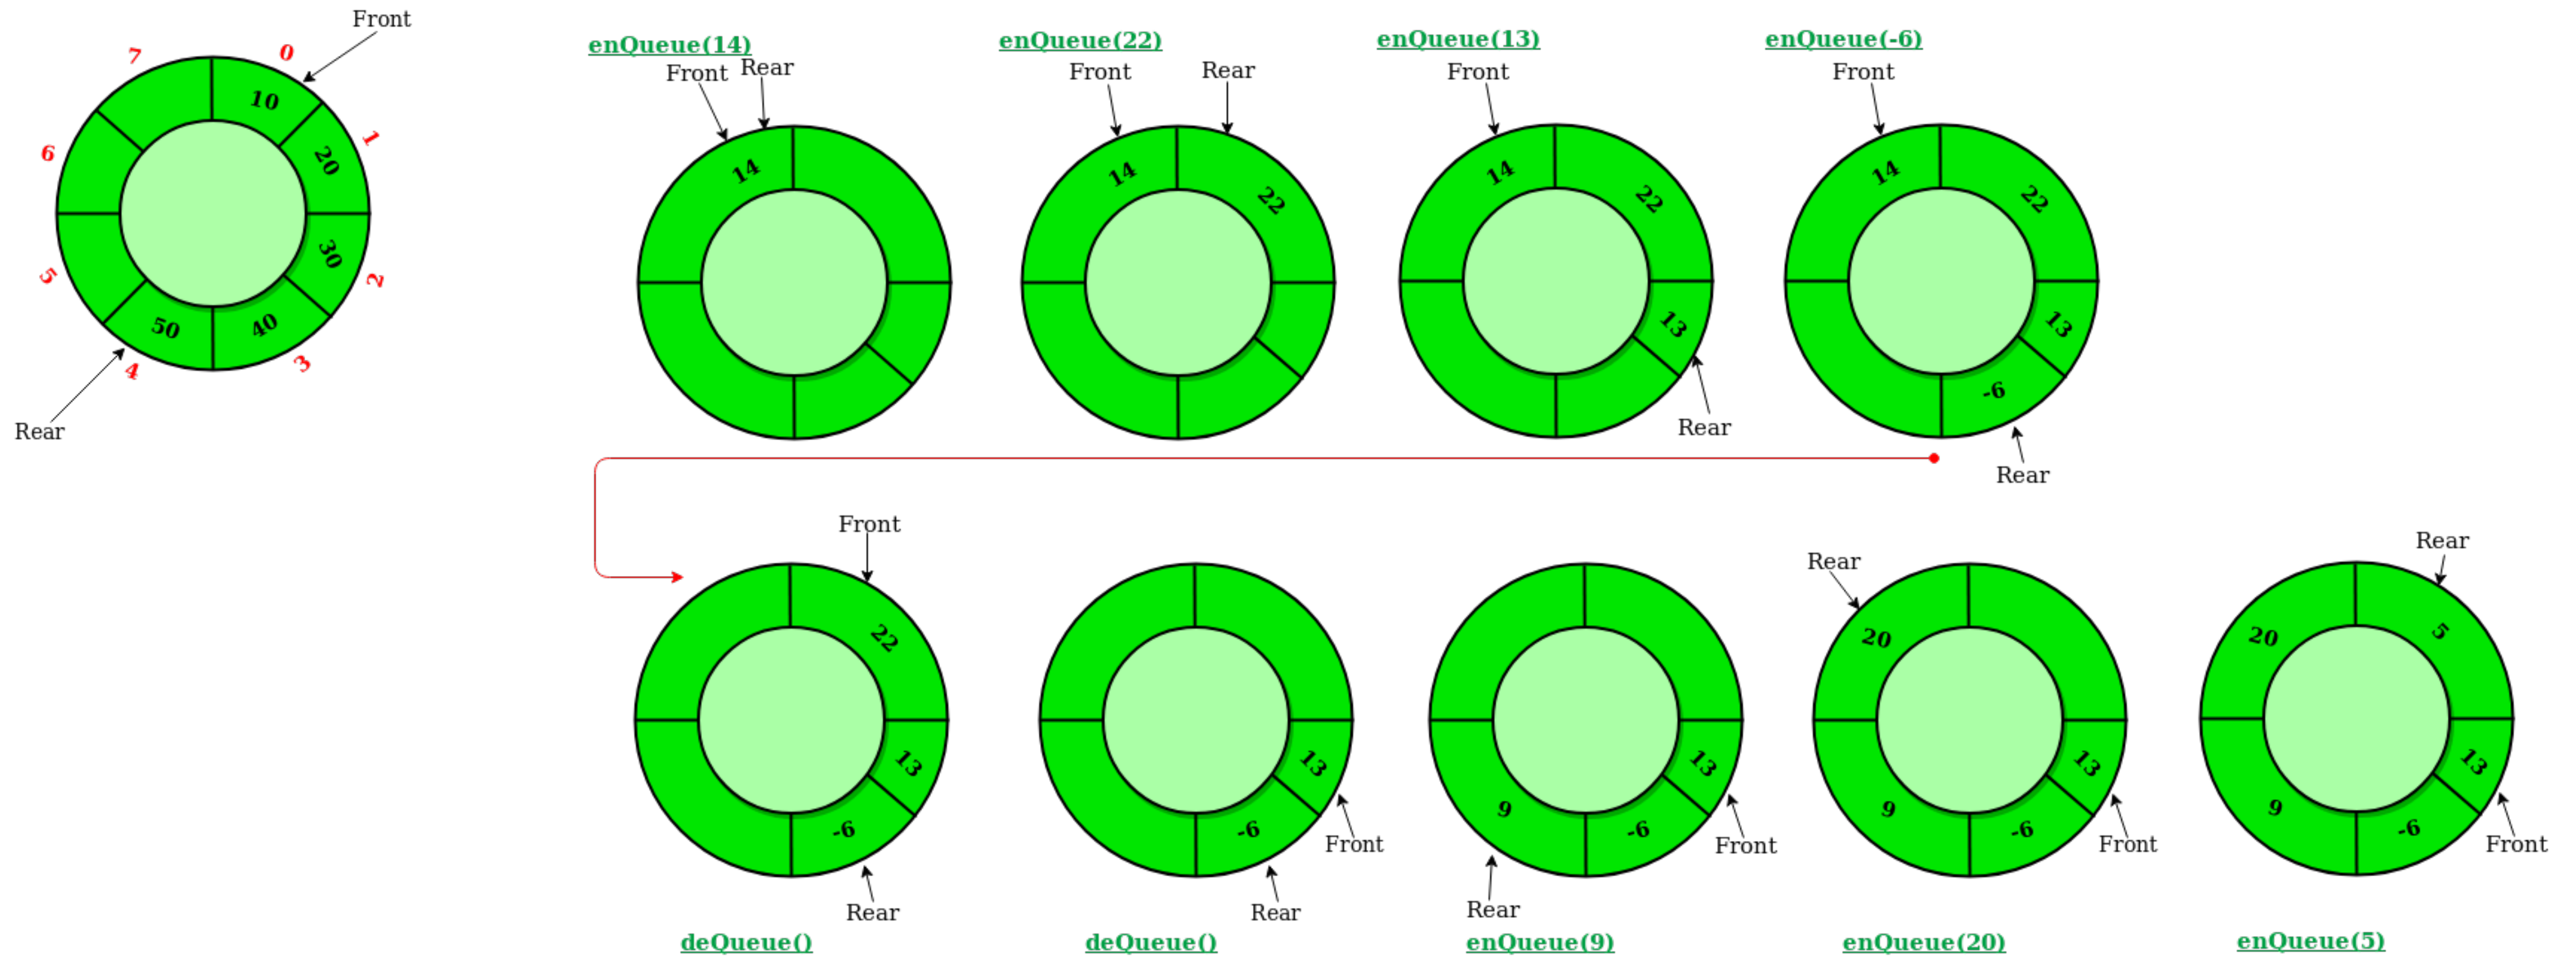 Front
7
0
10
1
20
6
30
2
5
50
40
4
3
Rear
enQueue(14)
Front
Rear
14
enQueue(22)
Front
Rear
14
22
enQueue(13)
Front
14
22
13
Rear
enQueue(-6)
Front
14
22
13
-6
Rear
Front
22
13
-6
Rear
deQueue()
13
-6
Front
Rear
deQueue()
13
9
-6
Front
Rear
enQueue(9)
Rear
20
13
9
-6
Front
enQueue(20)
Rear
20
5
13
9
-6
Front
enQueue(5)